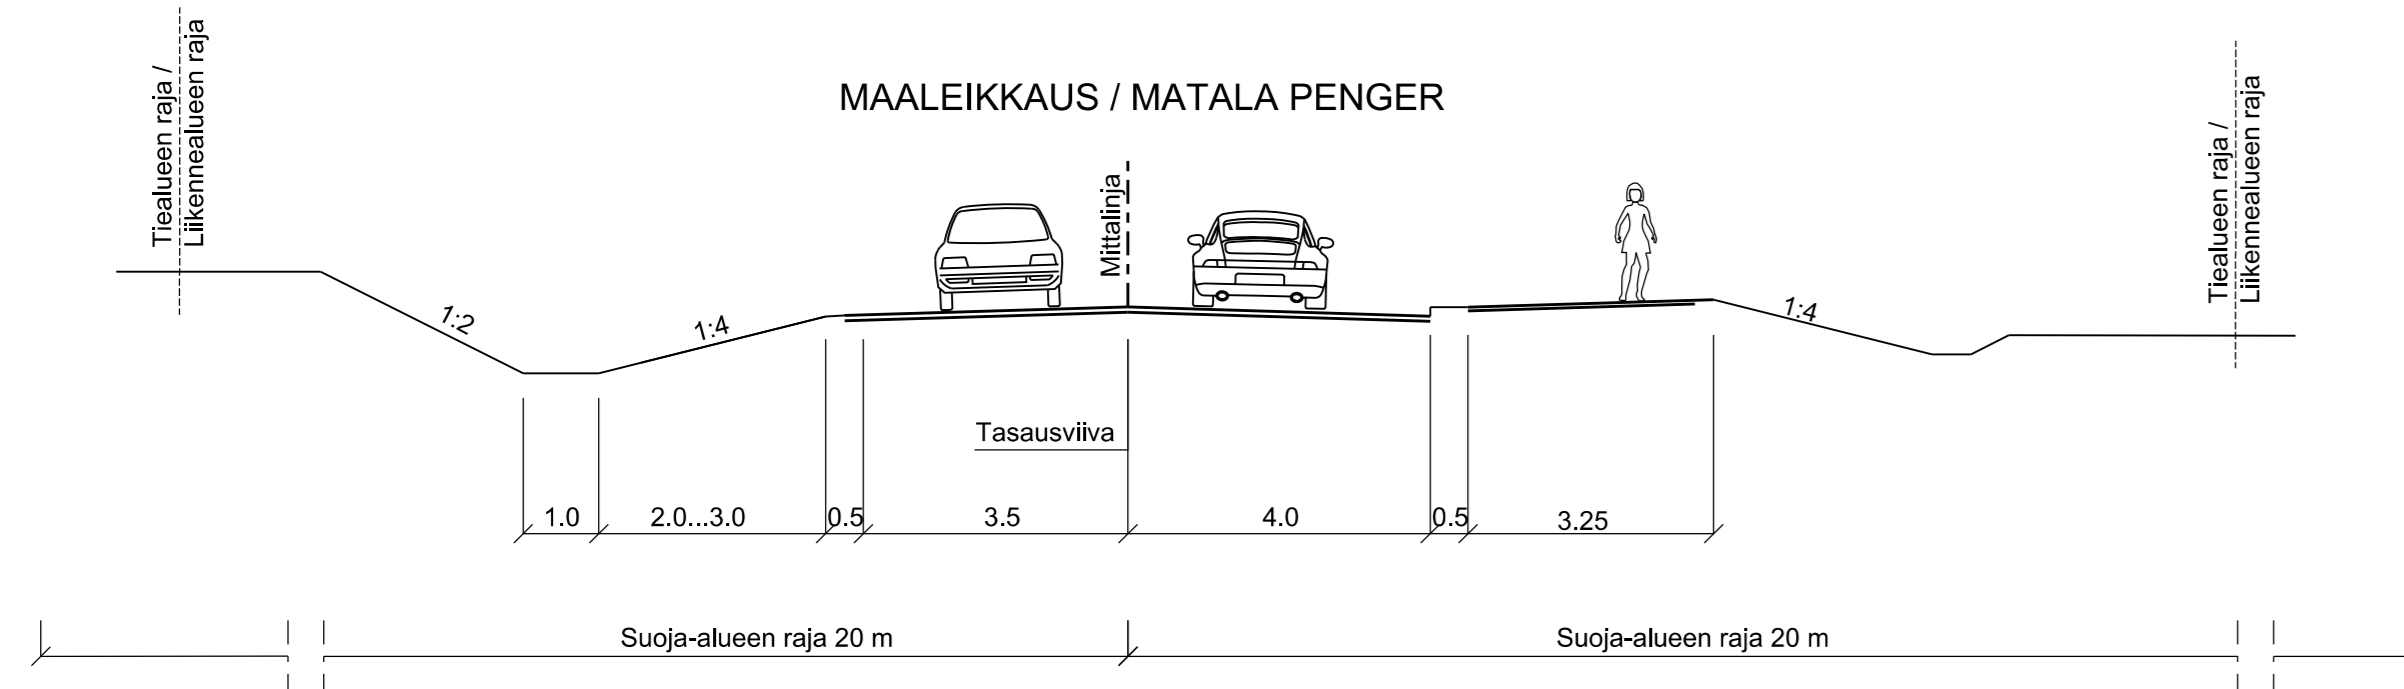 Tiealueen raja /
Liikennealueen raja
MAALEIKKAUS / MATALA PENGER
Mittalinja
Tiealueen raja /
Liikennealueen raja
1:2
1:4
1:4
Tasausviiva
1.0 2.0...3.0 0.5 3.5 4.0 0.5 3.25
Suoja-alueen raja 20 m Suoja-alueen raja 20 m